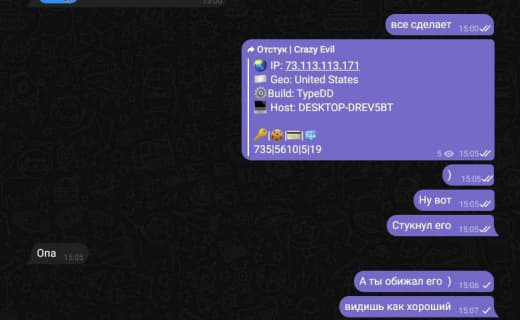 15:00
все сделает 15:00
Отстук | Crazy Evil
IP: 73.113.113.171
Geo: United States
Build: TypeDD
Host: DESKTOP-DREV5BT
||||
735|5610|5|19
5 15:05
) 15:05
Ну вот 15:05
Стукнул его 15:05
Опа 15:05
А ты обижал его ) 15:06
видишь как хороший 15:07